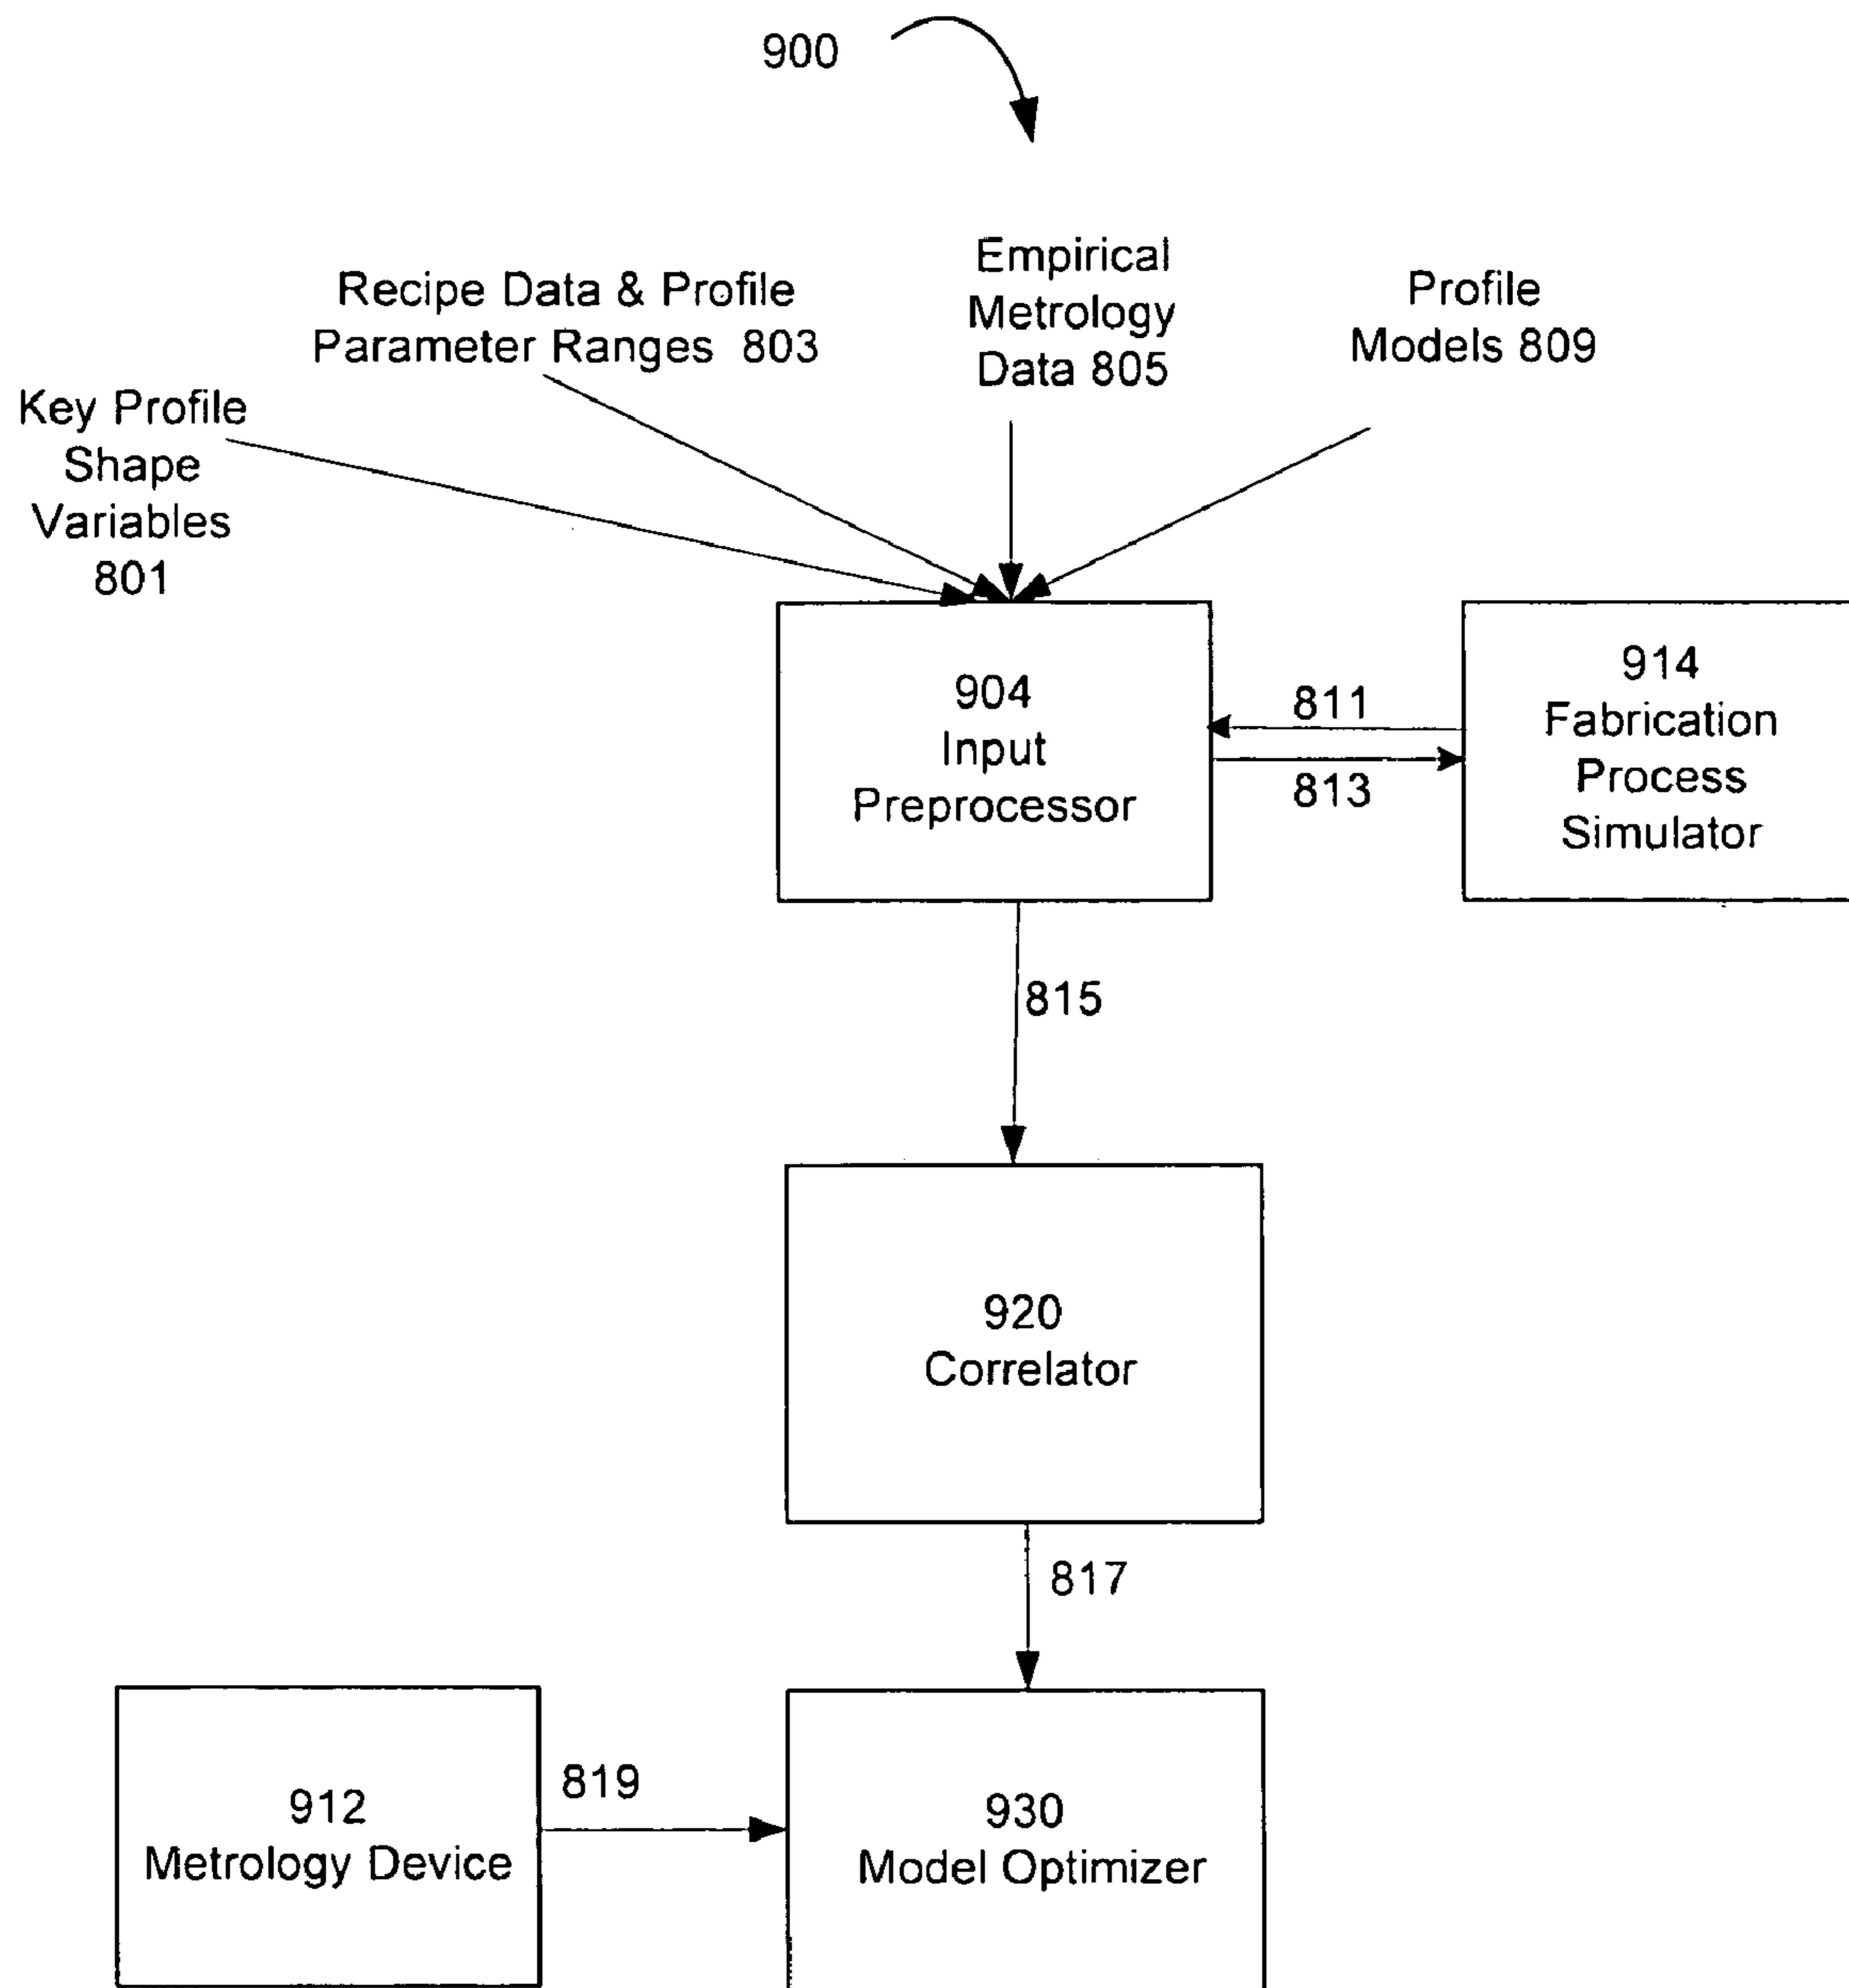 900
Key Profile
Shape
Variables
801
Recipe Data & Profile
Parameter Ranges 803
Empirical
Metrology
Data 805
Profile
Models 809
904
Input
Preprocessor
811
813
914
Fabrication
Process
Simulator
815
920
Correlator
817
912
Metrology Device
819
930
Model Optimizer